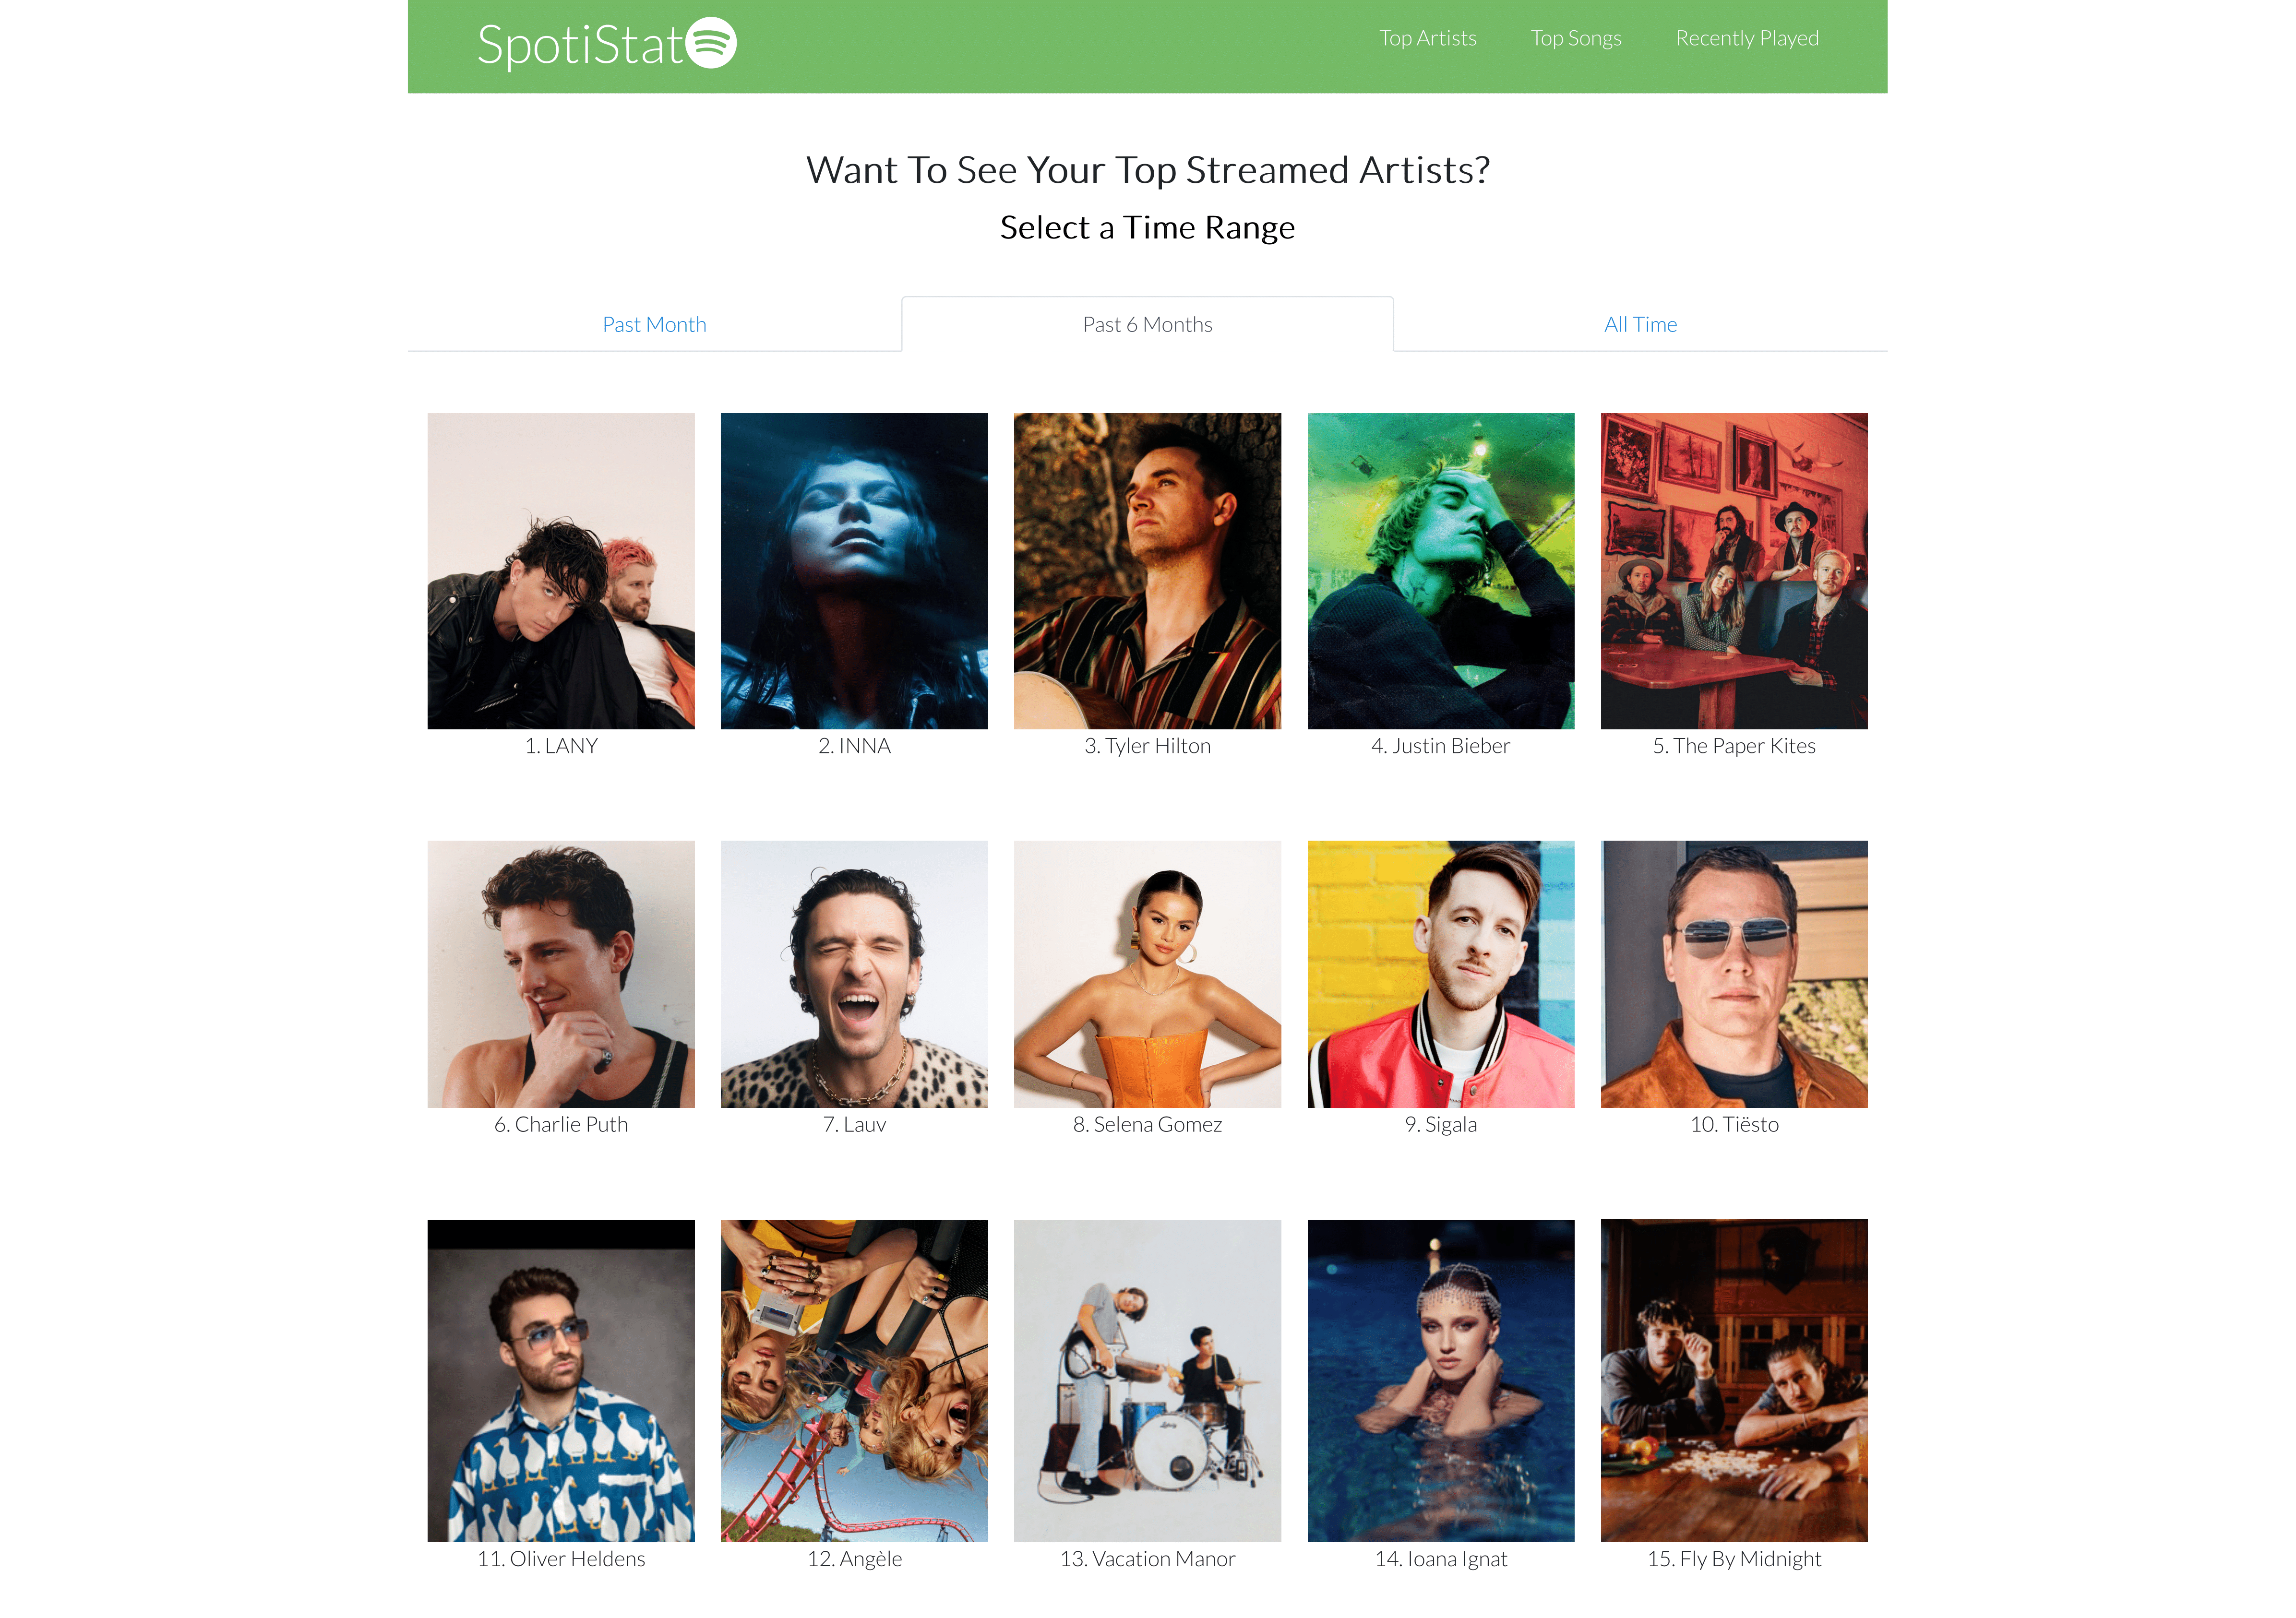 SpotiStat
Top Artists
Top Songs
Recently Played
Want To See Your Top Streamed Artists?
Select a Time Range
Past Month
Past 6 Months
All Time
1. LANY
2. INNA
3. Tyler Hilton
4. Justin Bieber
5. The Paper Kites
6. Charlie Puth
7. Lauv
8. Selena Gomez
9. Sigala
10. Tiësto
11. Oliver Heldens
12. Angèle
13. Vacation Manor
14. Ioana Ignat
15. Fly By Midnight